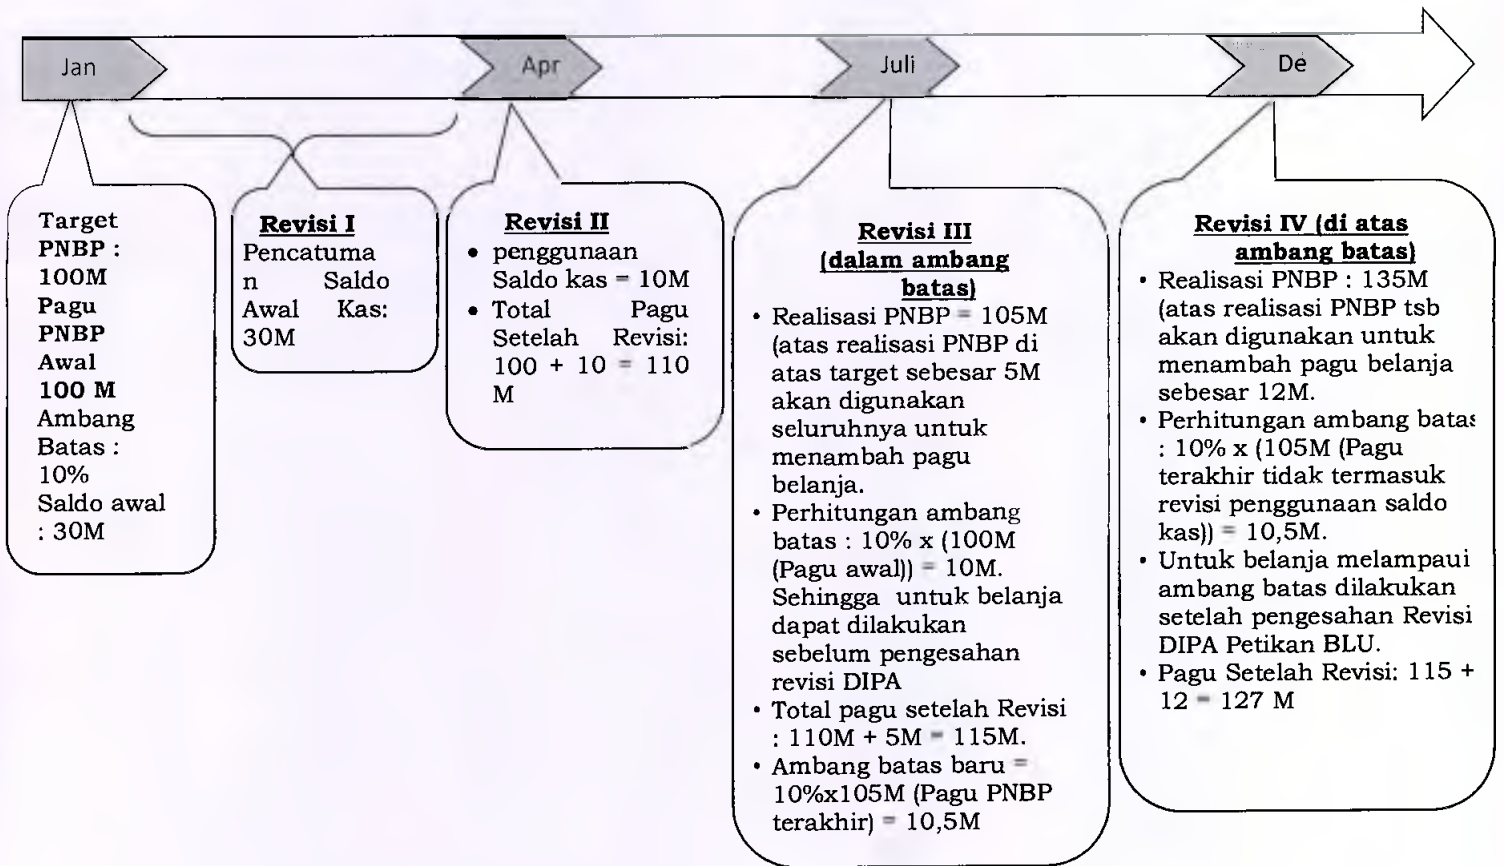 Jan
Apr
Juli
De
Target
PNBP :
100M
Pagu
PNBP
Awal
100 M
Ambang
Batas :
10%
Saldo awal
: 30M
Revisi I
Pencatuma
n Saldo
Awal Kas:
30M
Revisi II
• penggunaan
Saldo kas = 10M
• Total Pagu
Setelah Revisi:
100 + 10 = 110
M
Revisi III
(dalam ambang
batas)
• Realisasi PNBP = 105M
(atas realisasi PNBP di
atas target sebesar 5M
akan digunakan
seluruhnya untuk
menambah pagu
belanja.
• Perhitungan ambang
batas : 10% x (100M
(Pagu awal)) = 10M.
Sehingga untuk belanja
dapat dilakukan
sebelum pengesahan
revisi DIPA
• Total pagu setelah Revisi
: 110M + 5M = 115M.
• Ambang batas baru =
10%x105M (Pagu PNBP
terakhir) = 10,5M
Revisi IV (di atas
ambang batas)
• Realisasi PNBP : 135M
(atas realisasi PNBP tsb
akan digunakan untuk
menambah pagu belanja
sebesar 12M.
• Perhitungan ambang batas
: 10% x (105M (Pagu
terakhir tidak termasuk
revisi penggunaan saldo
kas)) = 10,5M.
• Untuk belanja melampaui
ambang batas dilakukan
setelah pengesahan Revisi
DIPA Petikan BLU.
• Pagu Setelah Revisi: 115 +
12 = 127 M